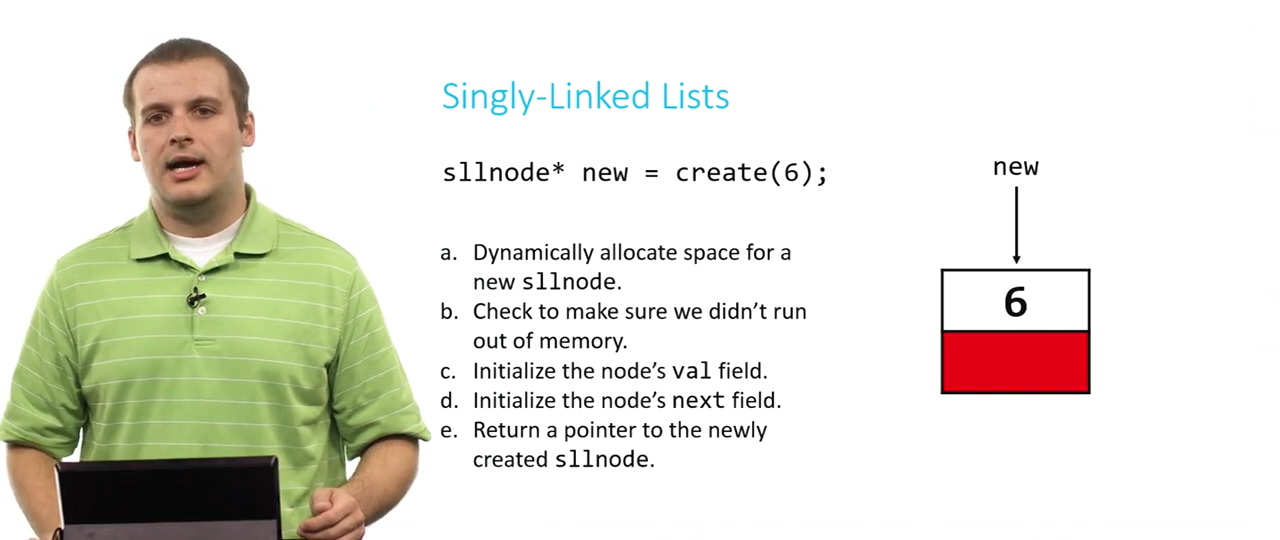 Singly-Linked Lists
sllnode* new = create(6);
new
6
a. Dynamically allocate space for a
new sllnode.
b. Check to make sure we didn’t run
out of memory.
c. Initialize the node’s val field.
d. Initialize the node’s next field.
e. Return a pointer to the newly
created sllnode.